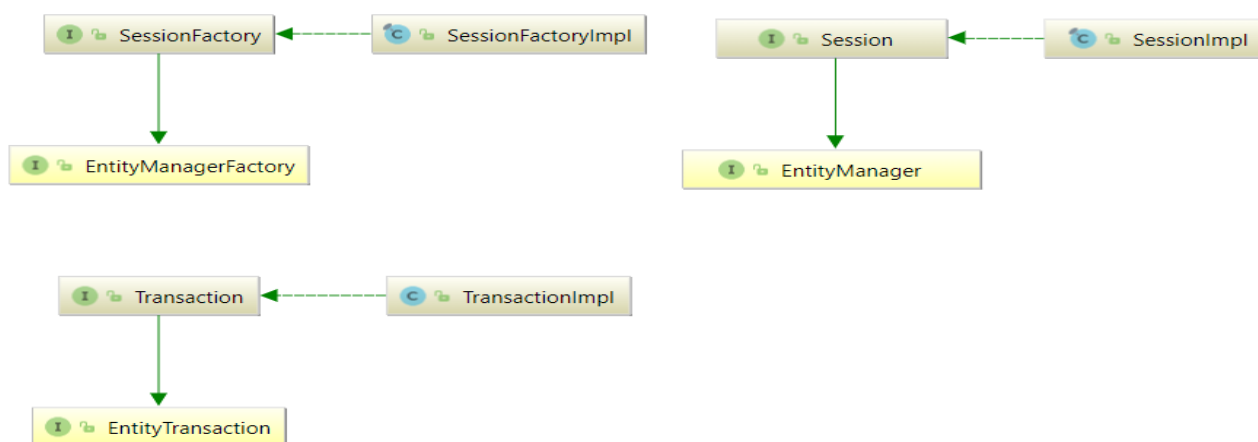 I SessionFactory
C SessionFactoryImpl
I Session
C SessionImpl
I EntityManagerFactory
I EntityManager
I Transaction
C TransactionImpl
I EntityTransaction